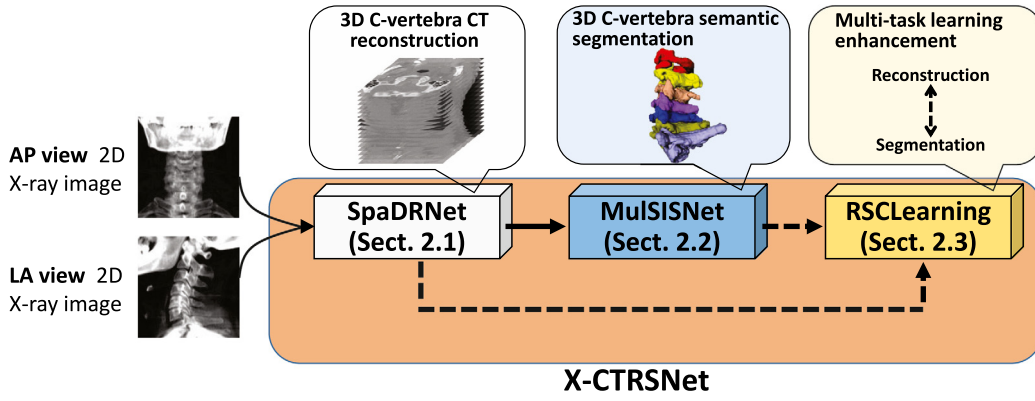 3D C-vertebra CT
reconstruction
3D C-vertebra semantic
segmentation
Multi-task learning
enhancement
Reconstruction
Segmentation
AP view 2D
X-ray image
LA view 2D
X-ray image
SpaDRNet
(Sect. 2.1)
MulSISNet
(Sect. 2.2)
RSCLearning
(Sect. 2.3)
X-CTRSNet